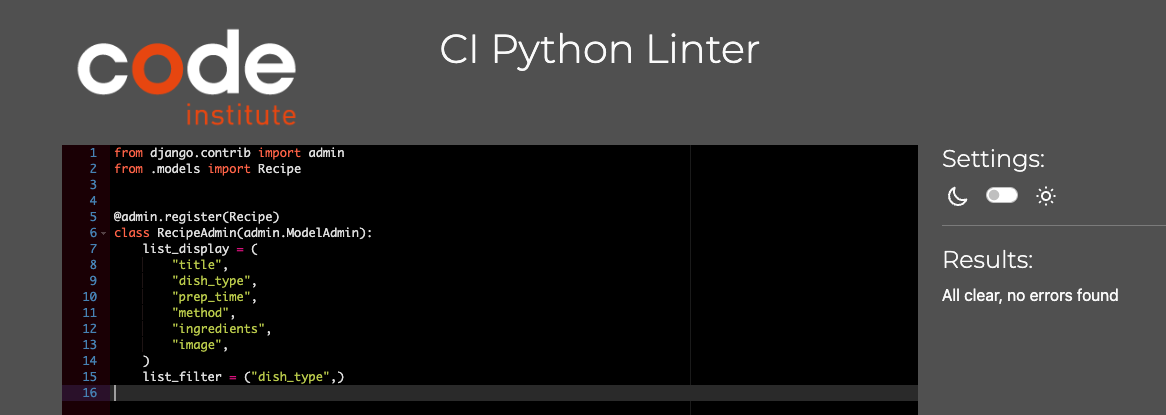 code
institute
CI Python Linter
1 from django.contrib import admin
2 from .models import Recipe
3
4
5 @admin.register(Recipe)
6 class RecipeAdmin(admin.ModelAdmin):
7     list_display = (
8         "title",
9         "dish_type",
10         "prep_time",
11         "method",
12         "ingredients",
13         "image",
14     )
15     list_filter = ("dish_type",)
16
Settings:
Results:
All clear, no errors found